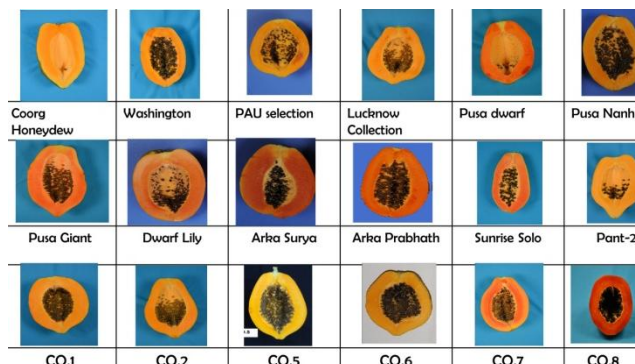 Coorg Honeydew
Washington
PAU selection
Lucknow Collection
Pusa dwarf
Pusa Nanh
Pusa Giant
Dwarf Lily
Arka Surya
Arka Prabhath
Sunrise Solo
Pant-2
CO.1
CO.2
CO.5
CO.6
CO.7
CO.8